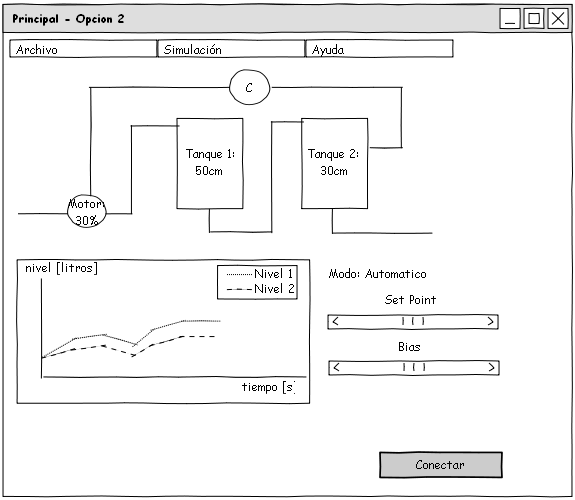 Principal - Opcion 2
Archivo
Simulación
Ayuda
C
Tanque 1:
50cm
Tanque 2:
30cm
Motor:
30%
nivel [litros]
Nivel 1
Nivel 2
tiempo [s]
Modo: Automatico
Set Point
Bias
Conectar